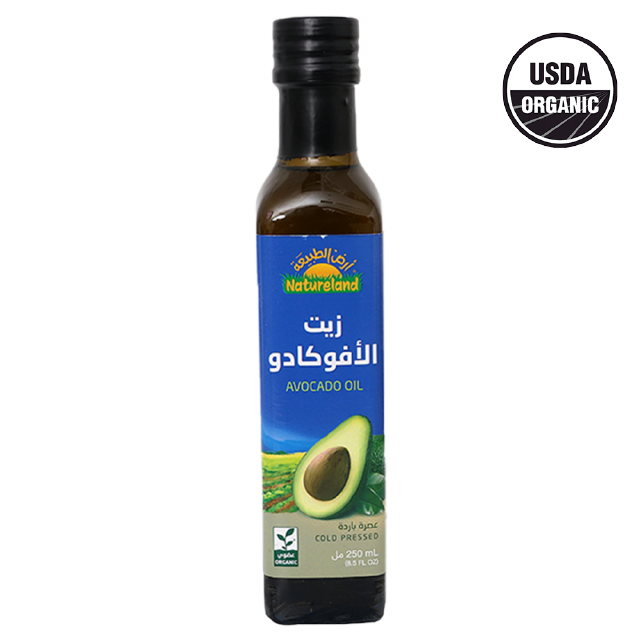 USDA
ORGANIC
أرض الطبيعة
Natureland
زيت
الأفوكادو
AVOCADO OIL
عصرة باردة
COLD PRESSED
عضوي
ORGANIC
250 mL مل
(8.5 FL OZ)